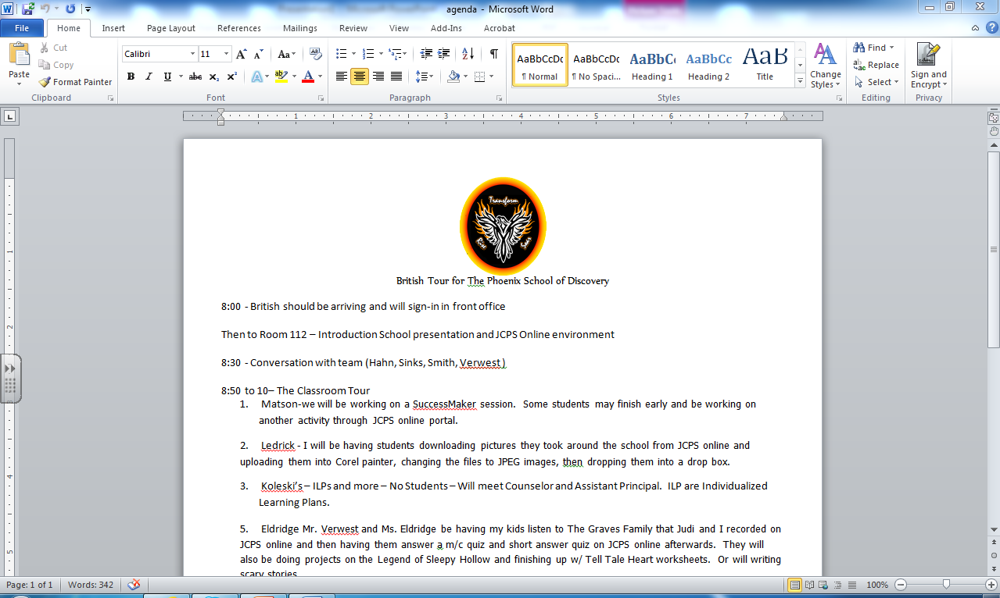 agenda - Microsoft Word
File Home Insert Page Layout References Mailings Review View Add-Ins Acrobat
Paste
Cut
Copy
Format Painter
Clipboard
Calibri 11
Font
Paragraph
AaBbCcDc AaBbCcDc AaBbCc AaBbCc AaB
¶ Normal ¶ No Spaci... Heading 1 Heading 2 Title
Change Styles
Styles
Find
Replace
Select
Editing
Sign and Encrypt
Privacy
1 2 3 4 5 6 7
Transform
Rise Soar
British Tour for The Phoenix School of Discovery
8:00 - British should be arriving and will sign-in in front office
Then to Room 112 – Introduction School presentation and JCPS Online environment
8:30 - Conversation with team (Hahn, Sinks, Smith, Verwest )
8:50 to 10– The Classroom Tour
1. Matson-we will be working on a SuccessMaker session. Some students may finish early and be working on
another activity through JCPS online portal.
2. Ledrick - I will be having students downloading pictures they took around the school from JCPS online and
uploading them into Corel painter, changing the files to JPEG images, then dropping them into a drop box.
3. Koleski's – ILPs and more – No Students – Will meet Counselor and Assistant Principal. ILP are Individualized
Learning Plans.
5. Eldridge Mr. Verwest and Ms. Eldridge be having my kids listen to The Graves Family that Judi and I recorded on
JCPS online and then having them answer a m/c quiz and short answer quiz on JCPS online afterwards. They will
also be doing projects on the Legend of Sleepy Hollow and finishing up w/ Tell Tale Heart worksheets. Or will writing
scary stories
Page: 1 of 1 Words: 342 100%